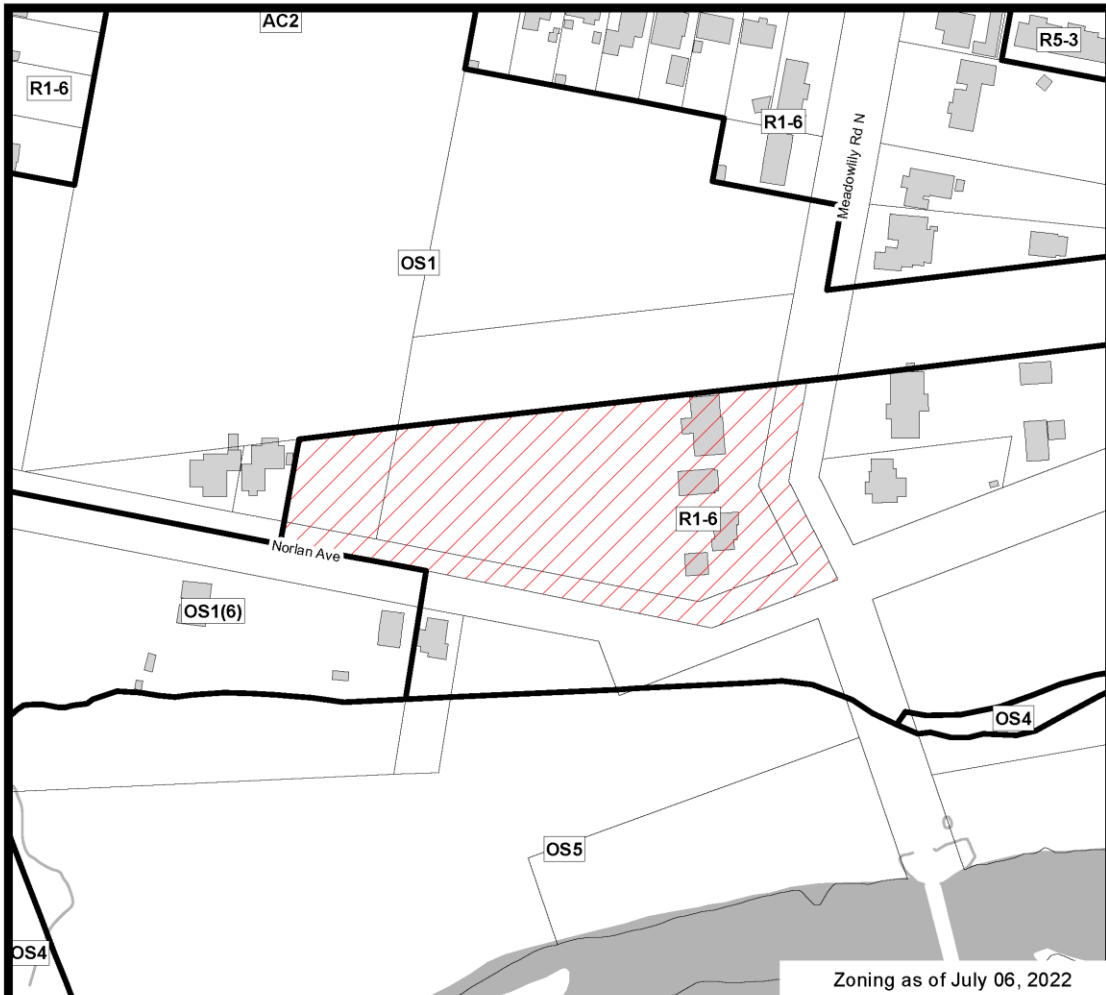 AC2
R5-3
R1-6
R1-6
Meadowlily Rd N
OS1
R1-6
Norlan Ave
OS1(6)
OS4
OS5
OS4
Zoning as of July 06, 2022